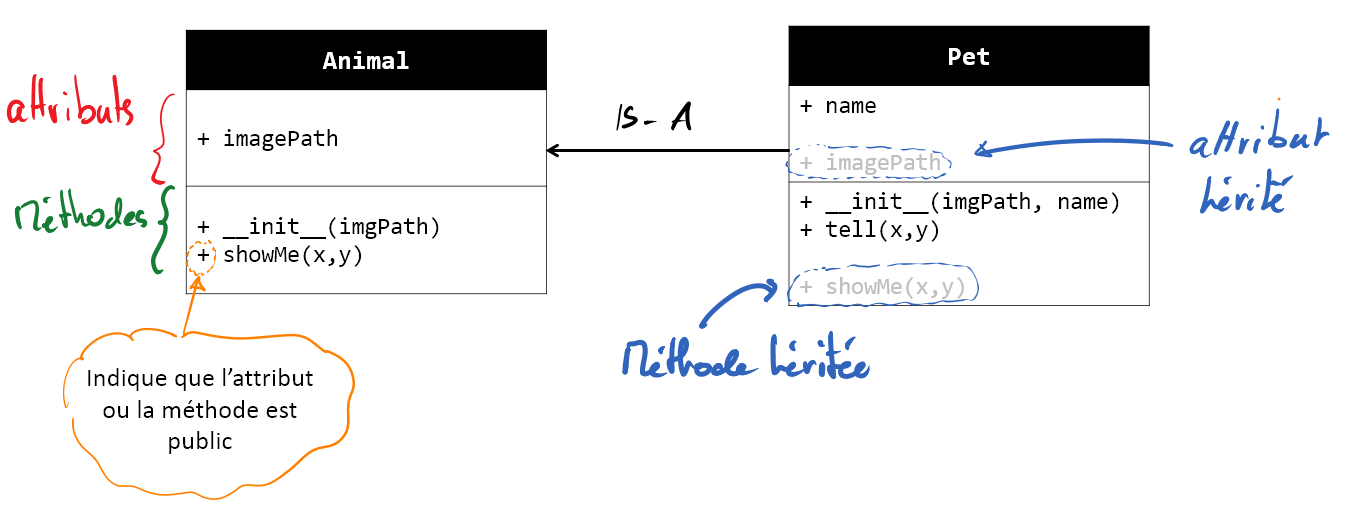 Animal
attributs
+ imagePath
Méthodes
+ __init__(imgPath)
+ showMe(x,y)
Indique que l'attribut
ou la méthode est
public
IS-A
Pet
+ name
+ imagePath
attribut
hérité
+ __init__(imgPath, name)
+ tell(x,y)
+ showMe(x,y)
Méthode héritée